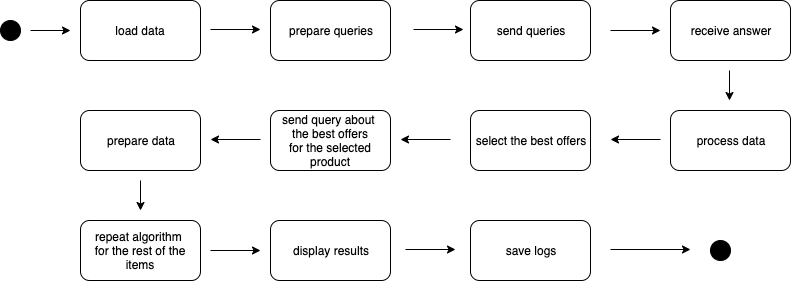 load data
prepare queries
send queries
receive answer
prepare data
send query about
the best offers
for the selected
product
select the best offers
process data
repeat algorithm
for the rest of the
items
display results
save logs